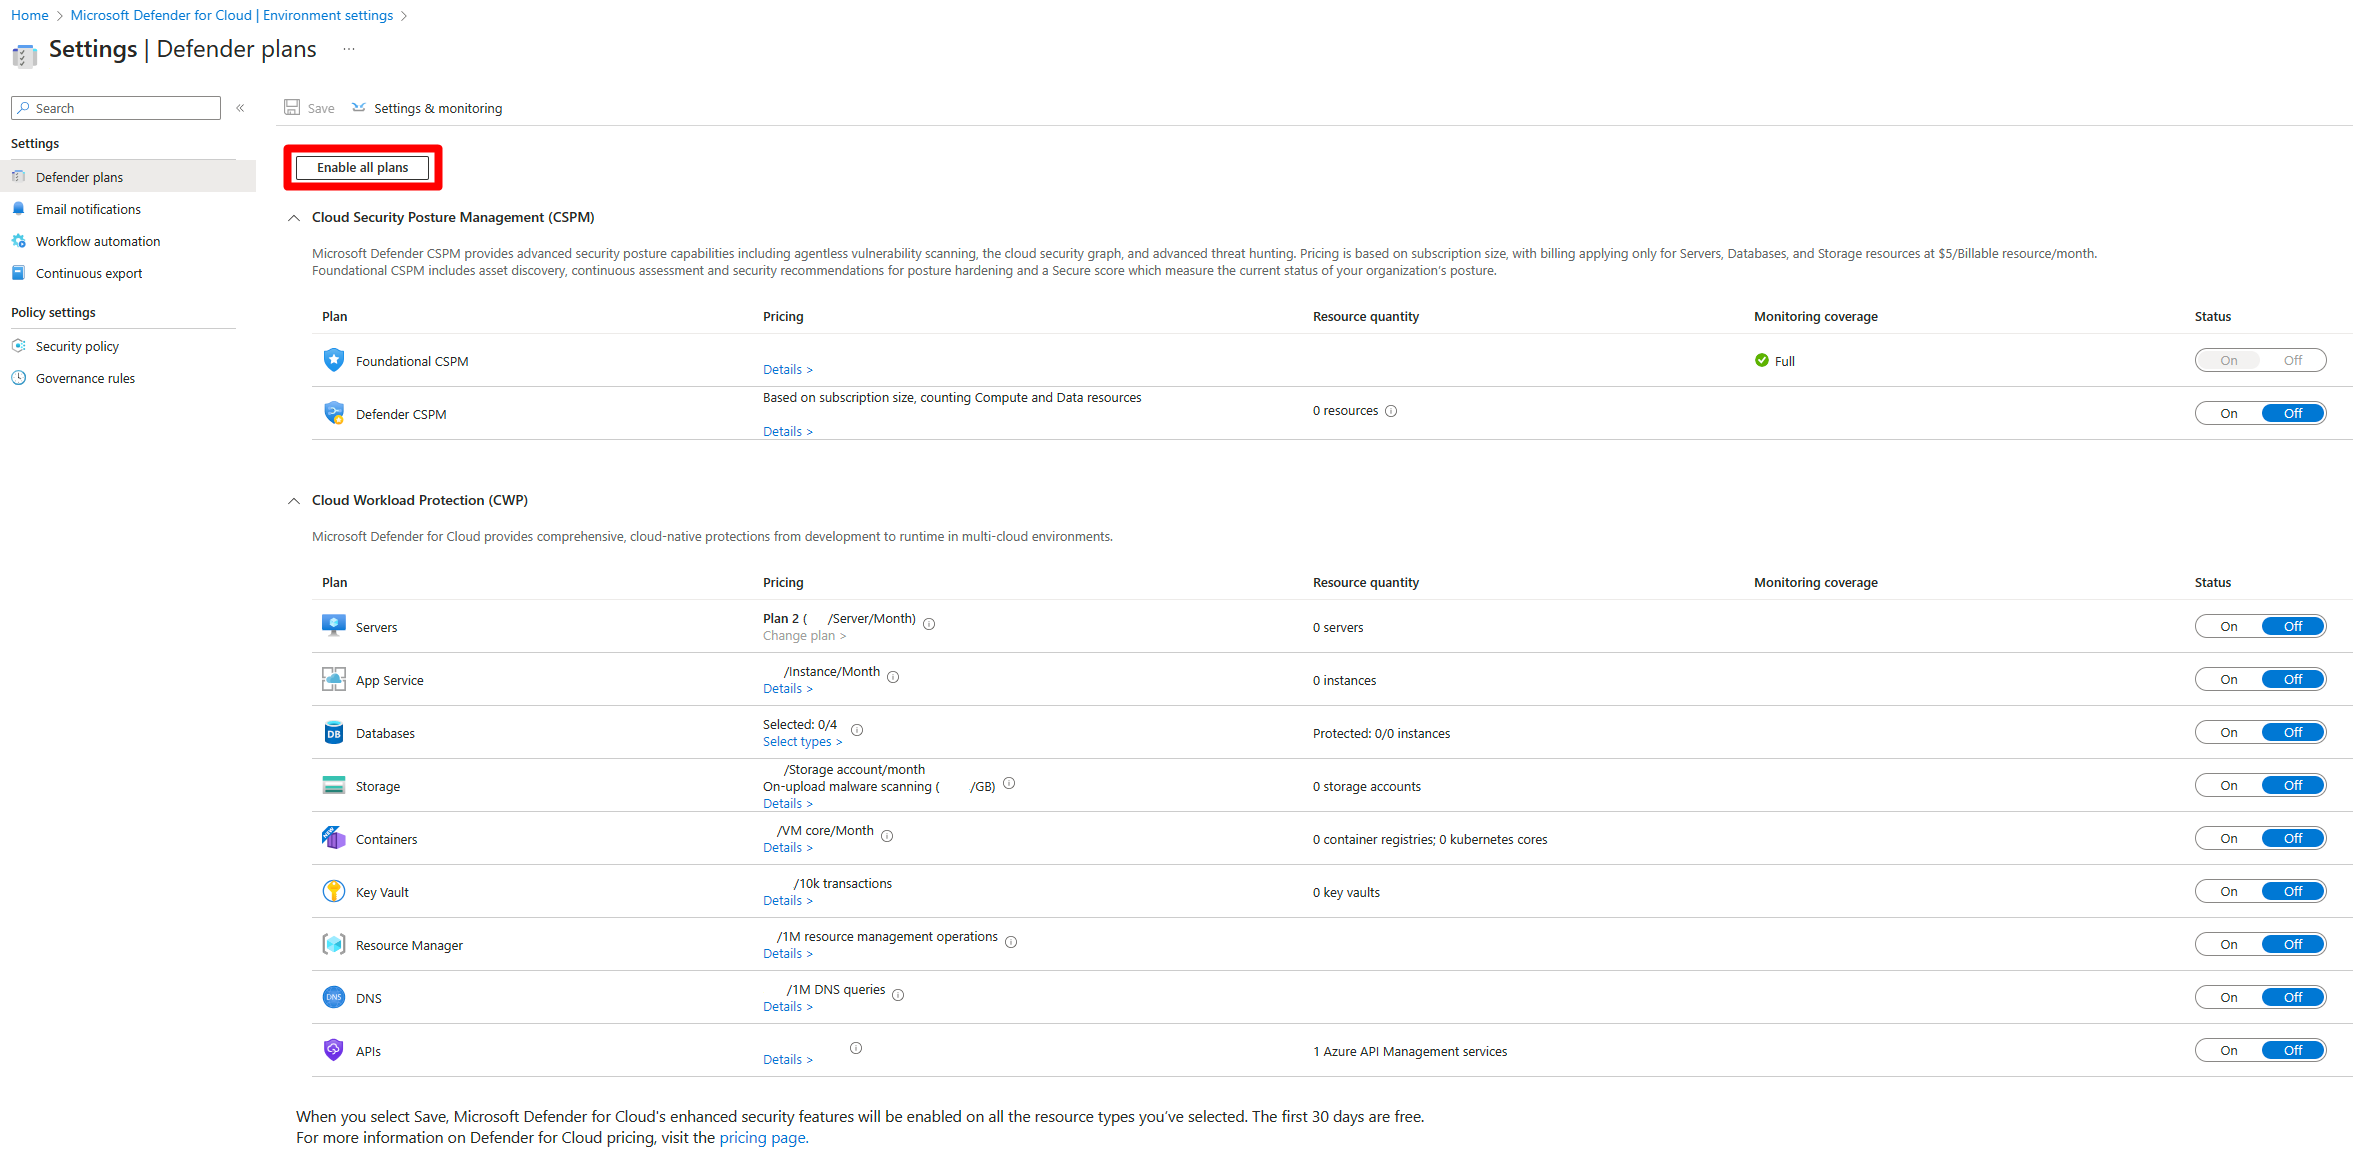 Home > Microsoft Defender for Cloud | Environment settings >
Settings | Defender plans ...
Search «
Save Settings & monitoring
Settings
Defender plans
Email notifications
Workflow automation
Continuous export
Policy settings
Security policy
Governance rules
Enable all plans
Cloud Security Posture Management (CSPM)
Microsoft Defender CSPM provides advanced security posture capabilities including agentless vulnerability scanning, the cloud security graph, and advanced threat hunting. Pricing is based on subscription size, with billing applying only for Servers, Databases, and Storage resources at $5/Billable resource/month.
Foundational CSPM includes asset discovery, continuous assessment and security recommendations for posture hardening and a Secure score which measure the current status of your organization's posture.
Plan Pricing Resource quantity Monitoring coverage Status
Foundational CSPM Details > Full On Off
Based on subscription size, counting Compute and Data resources
Defender CSPM 0 resources On Off
Details >
Cloud Workload Protection (CWP)
Microsoft Defender for Cloud provides comprehensive, cloud-native protections from development to runtime in multi-cloud environments.
Plan Pricing Resource quantity Monitoring coverage Status
Plan 2 ( /Server/Month)
Servers 0 servers On Off
Change plan >
/Instance/Month
App Service 0 instances On Off
Details >
Selected: 0/4
Databases Protected: 0/0 instances On Off
Select types >
/Storage account/month
Storage On-upload malware scanning ( /GB) 0 storage accounts On Off
Details >
/VM core/Month
NEW Containers 0 container registries; 0 kubernetes cores On Off
Details >
/10k transactions
Key Vault 0 key vaults On Off
Details >
/1M resource management operations
Resource Manager On Off
Details >
/1M DNS queries
DNS DNS On Off
Details >
APIs 1 Azure API Management services On Off
Details >
When you select Save, Microsoft Defender for Cloud's enhanced security features will be enabled on all the resource types you've selected. The first 30 days are free.
For more information on Defender for Cloud pricing, visit the pricing page.